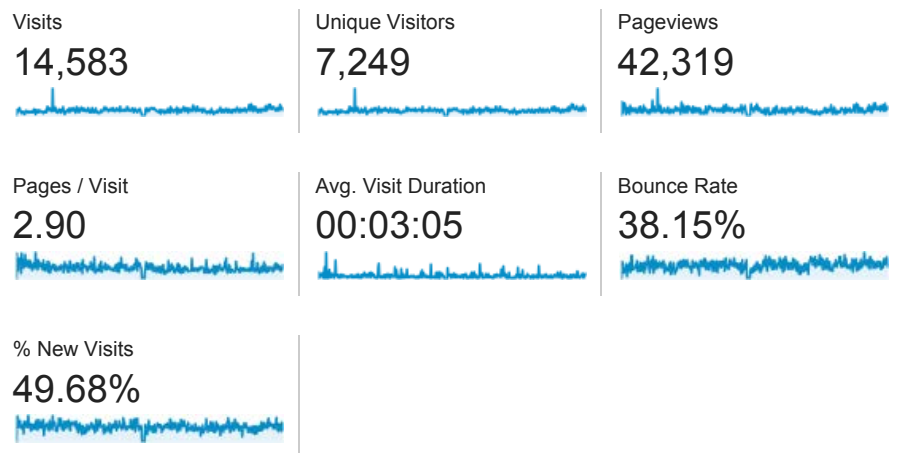 Visits
14,583
Unique Visitors
7,249
Pageviews
42,319
Pages / Visit
2.90
Avg. Visit Duration
00:03:05
Bounce Rate
38.15%
% New Visits
49.68%